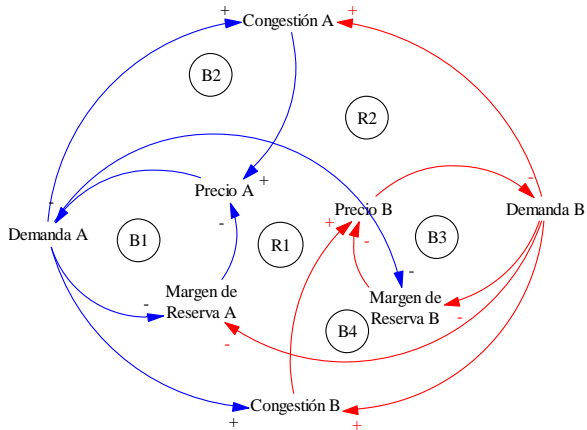 +
Congestión A
+
B2
R2
-
-
Precio A
+
Precio B
Demanda A
Demanda B
-
B1
R1
+
-
B3
-
Margen de
Reserva A
-
Margen de
Reserva B
-
-
-
B4
Congestión B
+
+